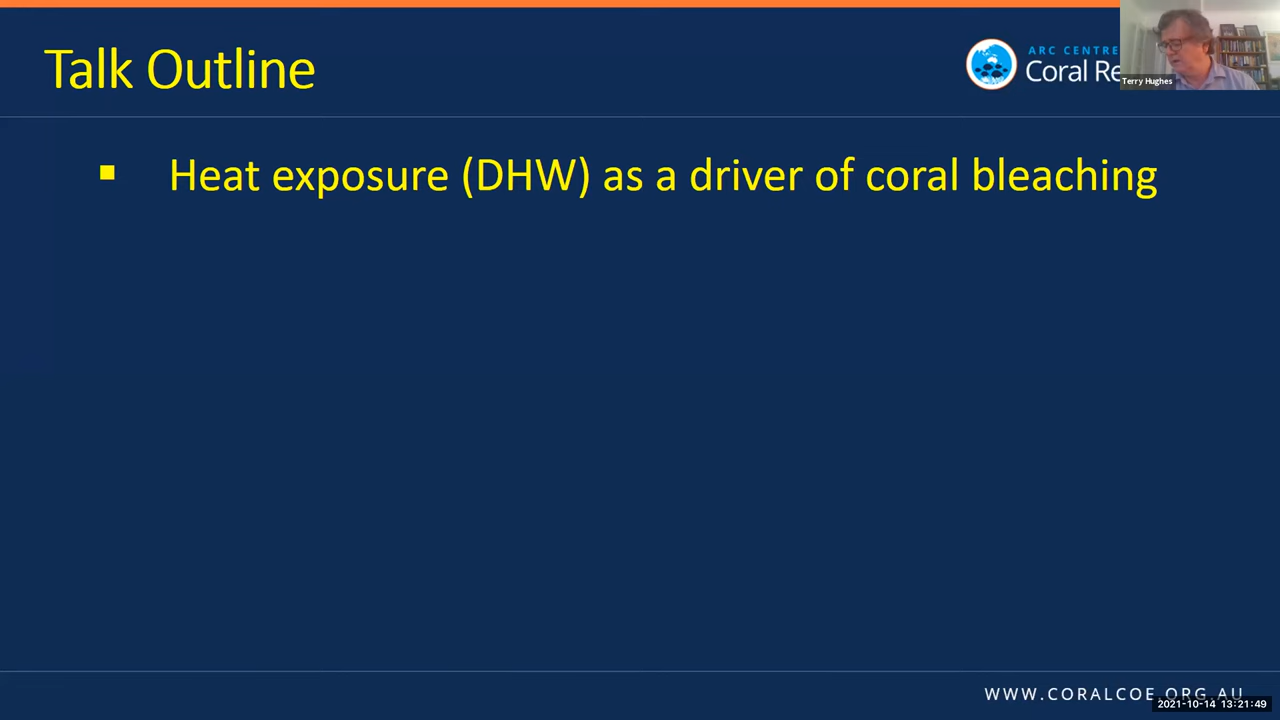 Talk Outline
ARC CENTRE
Coral Re
Terry Hughes
▪ Heat exposure (DHW) as a driver of coral bleaching
WWW.CORALCOE.ORG.AU
2021-10-14 13:21:49